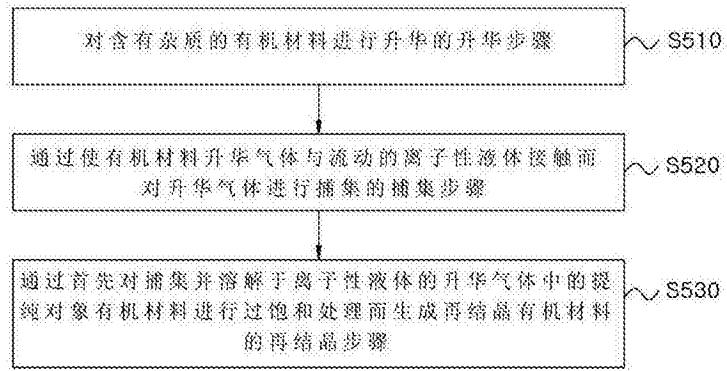 对含有杂质的有机材料进行升华的升华步骤
S510
通过使有机材料升华气体与流动的离子性液体接触而
对升华气体进行捕集的捕集步骤
S520
通过首先对捕集并溶解于离子性液体的升华气体中的提
纯对象有机材料进行过饱和处理而生成再结晶有机材料
的再结晶步骤
S530